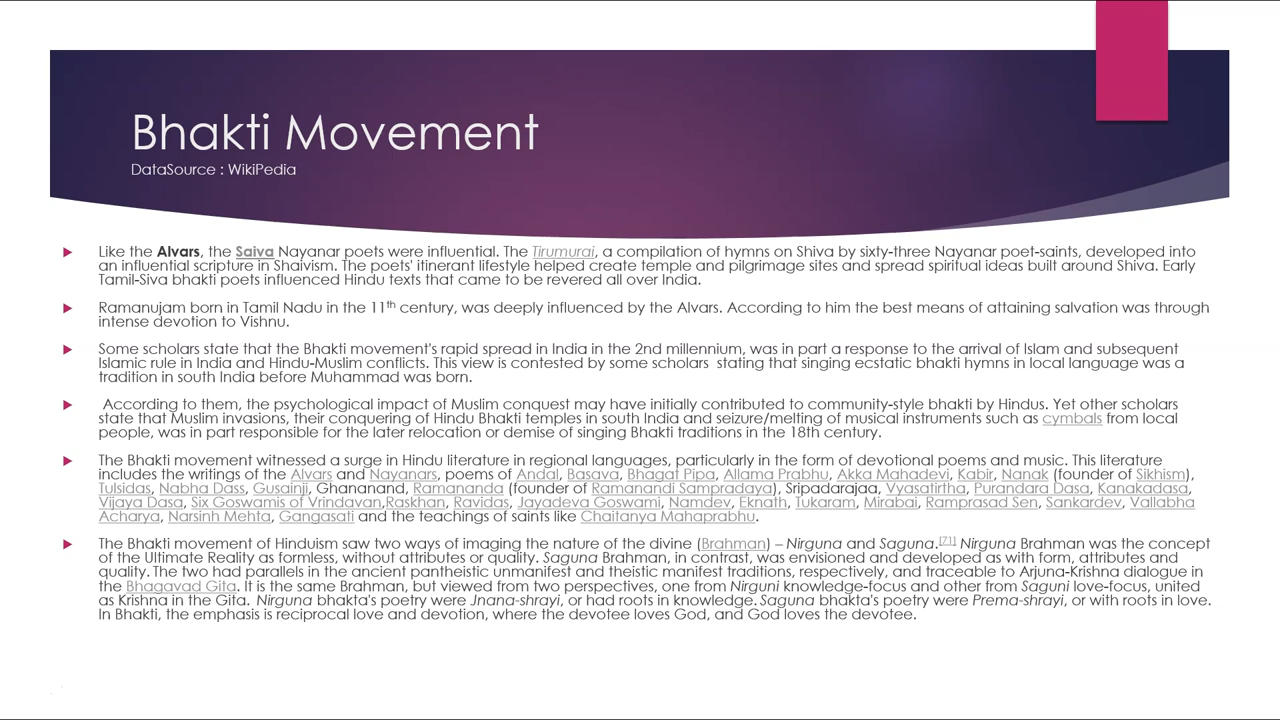 Bhakti Movement
DataSource : WikiPedia
Like the Alvars, the Saiva Nayanar poets were influential. The Tirumurai, a compilation of hymns on Shiva by sixty-three Nayanar poet-saints, developed into
an influential scripture in Shaivism. The poets' itinerant lifestyle helped create temple and pilgrimage sites and spread spiritual ideas built around Shiva. Early
Tamil-Siva bhakti poets influenced Hindu texts that came to be revered all over India.
Ramanujam born in Tamil Nadu in the 11th century, was deeply influenced by the Alvars. According to him the best means of attaining salvation was through
intense devotion to Vishnu.
Some scholars state that the Bhakti movement's rapid spread in India in the 2nd millennium, was in part a response to the arrival of Islam and subsequent
Islamic rule in India and Hindu-Muslim conflicts. This view is contested by some scholars stating that singing ecstatic bhakti hymns in local language was a
tradition in south India before Muhammad was born.
According to them, the psychological impact of Muslim conquest may have initially contributed to community-style bhakti by Hindus. Yet other scholars
state that Muslim invasions, their conquering of Hindu Bhakti temples in south India and seizure/melting of musical instruments such as cymbals from local
people, was in part responsible for the later relocation or demise of singing Bhakti traditions in the 18th century.
The Bhakti movement witnessed a surge in Hindu literature in regional languages, particularly in the form of devotional poems and music. This literature
includes the writings of the Alvars and Nayanars, poems of Andal, Basava, Bhagat Pipa, Allama Prabhu, Akka Mahadevi, Kabir, Nanak (founder of Sikhism),
Tulsidas, Nabha Dass, Gusainji, Ghananand, Ramananda (founder of Ramanandi Sampradaya), Sripadarajaa, Vyasatirtha, Purandara Dasa, Kanakadasa,
Vijaya Dasa, Six Goswamis of Vrindavan,Raskhan, Ravidas, Jayadeva Goswami, Namdev, Eknath, Tukaram, Mirabai, Ramprasad Sen, Sankardev, Vallabha
Acharya, Narsinh Mehta, Gangasati and the teachings of saints like Chaitanya Mahaprabhu.
The Bhakti movement of Hinduism saw two ways of imaging the nature of the divine (Brahman) – Nirguna and Saguna.[71] Nirguna Brahman was the concept
of the Ultimate Reality as formless, without attributes or quality. Saguna Brahman, in contrast, was envisioned and developed as with form, attributes and
quality. The two had parallels in the ancient pantheistic unmanifest and theistic manifest traditions, respectively, and traceable to Arjuna-Krishna dialogue in
the Bhagavad Gita. It is the same Brahman, but viewed from two perspectives, one from Nirguni knowledge-focus and other from Saguni love-focus, united
as Krishna in the Gita. Nirguna bhakta's poetry were Jnana-shrayi, or had roots in knowledge. Saguna bhakta's poetry were Prema-shrayi, or with roots in love.
In Bhakti, the emphasis is reciprocal love and devotion, where the devotee loves God, and God loves the devotee.